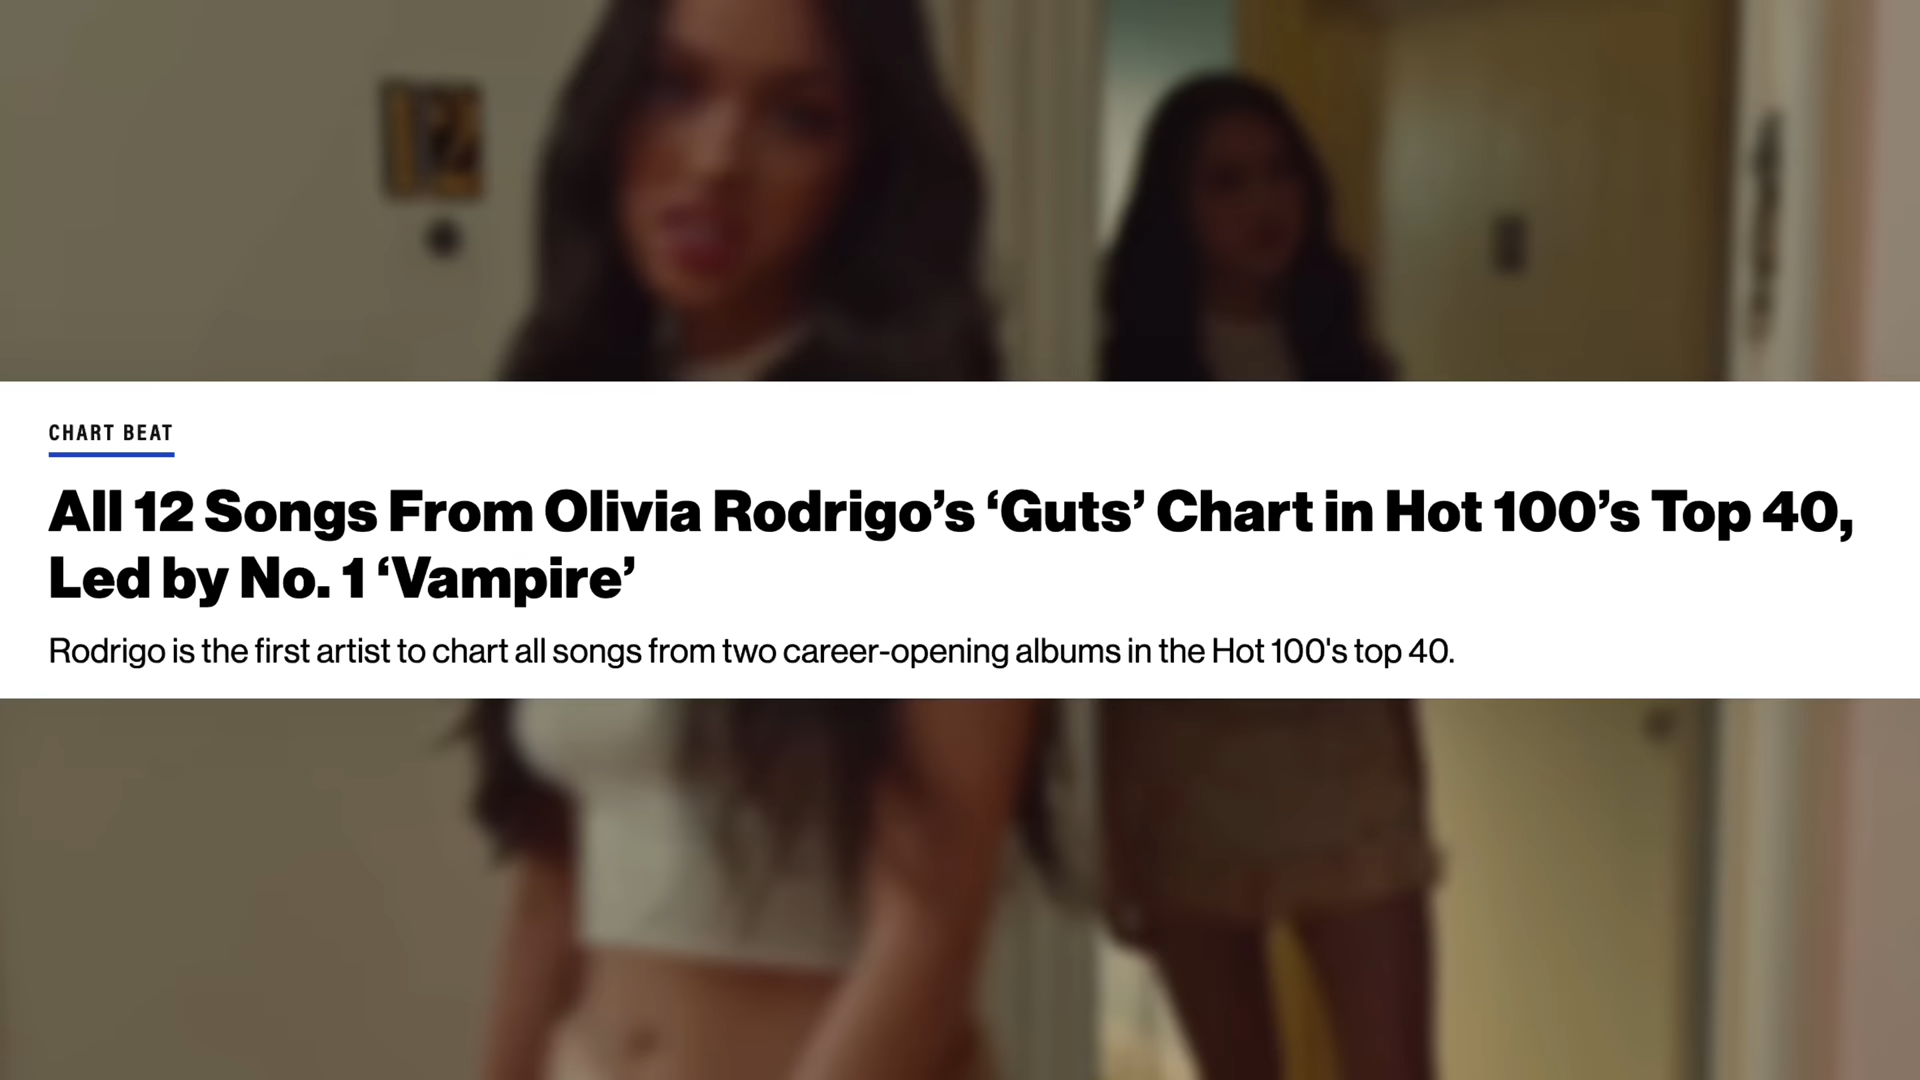 CHART BEAT
All 12 Songs From Olivia Rodrigo’s ‘Guts’ Chart in Hot 100’s Top 40,
Led by No. 1 ‘Vampire’
Rodrigo is the first artist to chart all songs from two career-opening albums in the Hot 100's top 40.